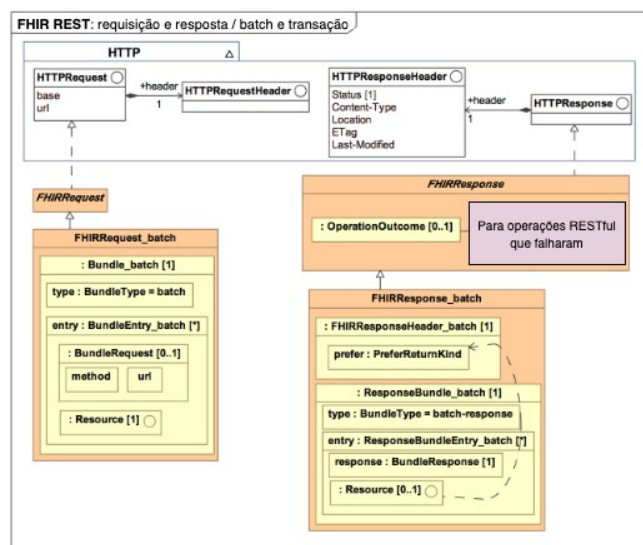 FHIR REST: requisição e resposta / batch e transação
HTTP
HTTPRequest
base
url
+header
1
HTTPRequestHeader
HTTPResponseHeader
Status [1]
Content-Type
Location
ETag
Last-Modified
+header
1
HTTPResponse
FHIRRequest
FHIRRequest_batch
: Bundle_batch [1]
type : BundleType = batch
entry : BundleEntry_batch [*]
: BundleRequest [0..1]
method
url
: Resource [1]
FHIRResponse
: OperationOutcome [0..1]
Para operações RESTful
que falharam
FHIRResponse_batch
: FHIRResponseHeader_batch [1]
prefer : PreferReturnKind
: ResponseBundle_batch [1]
type : BundleType = batch-response
entry : ResponseBundleEntry_batch [*]
response : BundleResponse [1]
: Resource [0..1]